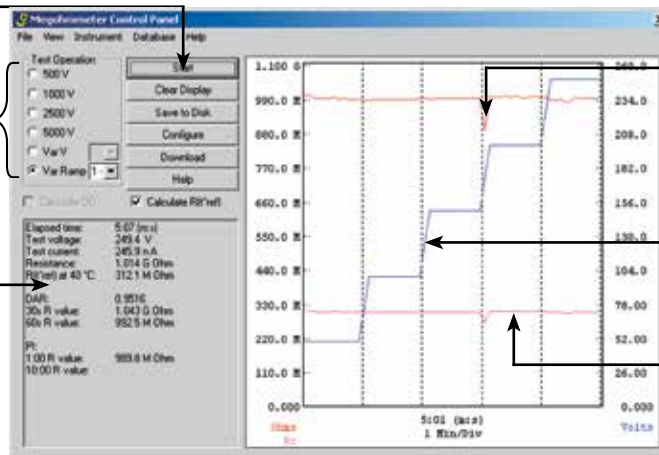 Megohmmeter Control Panel
File View Instrument Database Help
Test Operation
500 V
1000 V
2500 V
5000 V
Var V
Var Ramp 1
Start
Clear Display
Save to Disk
Configure
Download
Help
Calculate R(t°ref)
Elapsed time: 5:07 (m:s)
Test voltage: 249.4 V
Test current: 245.9 nA
Resistance: 1.014 G Ohm
R(t°ref) at 40 °C: 312.1 M Ohm
DAR: 0.9516
30s R value: 1.043 G Ohm
60s R value: 992.5 M Ohm
PI:
1:00 R value: 989.8 M Ohm
10:00 R value:
1.100 G
990.0 M
880.0 M
770.0 M
660.0 M
550.0 M
440.0 M
330.0 M
220.0 M
110.0 M
0.000
260.0
234.0
208.0
182.0
156.0
130.0
104.0
78.00
52.00
26.00
0.000
5:01 (m:s)
1 Min/Div
Ohms
Rc
Volts